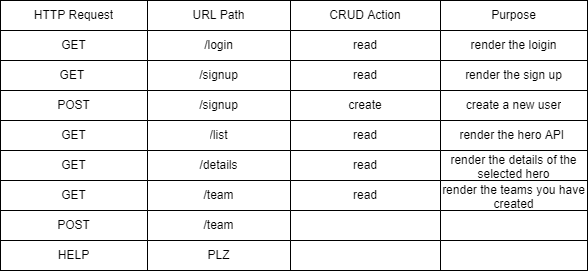 HTTP Request URL Path CRUD Action Purpose
GET /login read render the loigin
GET /signup read render the sign up
POST /signup create create a new user
GET /list read render the hero API
GET /details read render the details of the
selected hero
GET /team read render the teams you have
created
POST /team
HELP PLZ